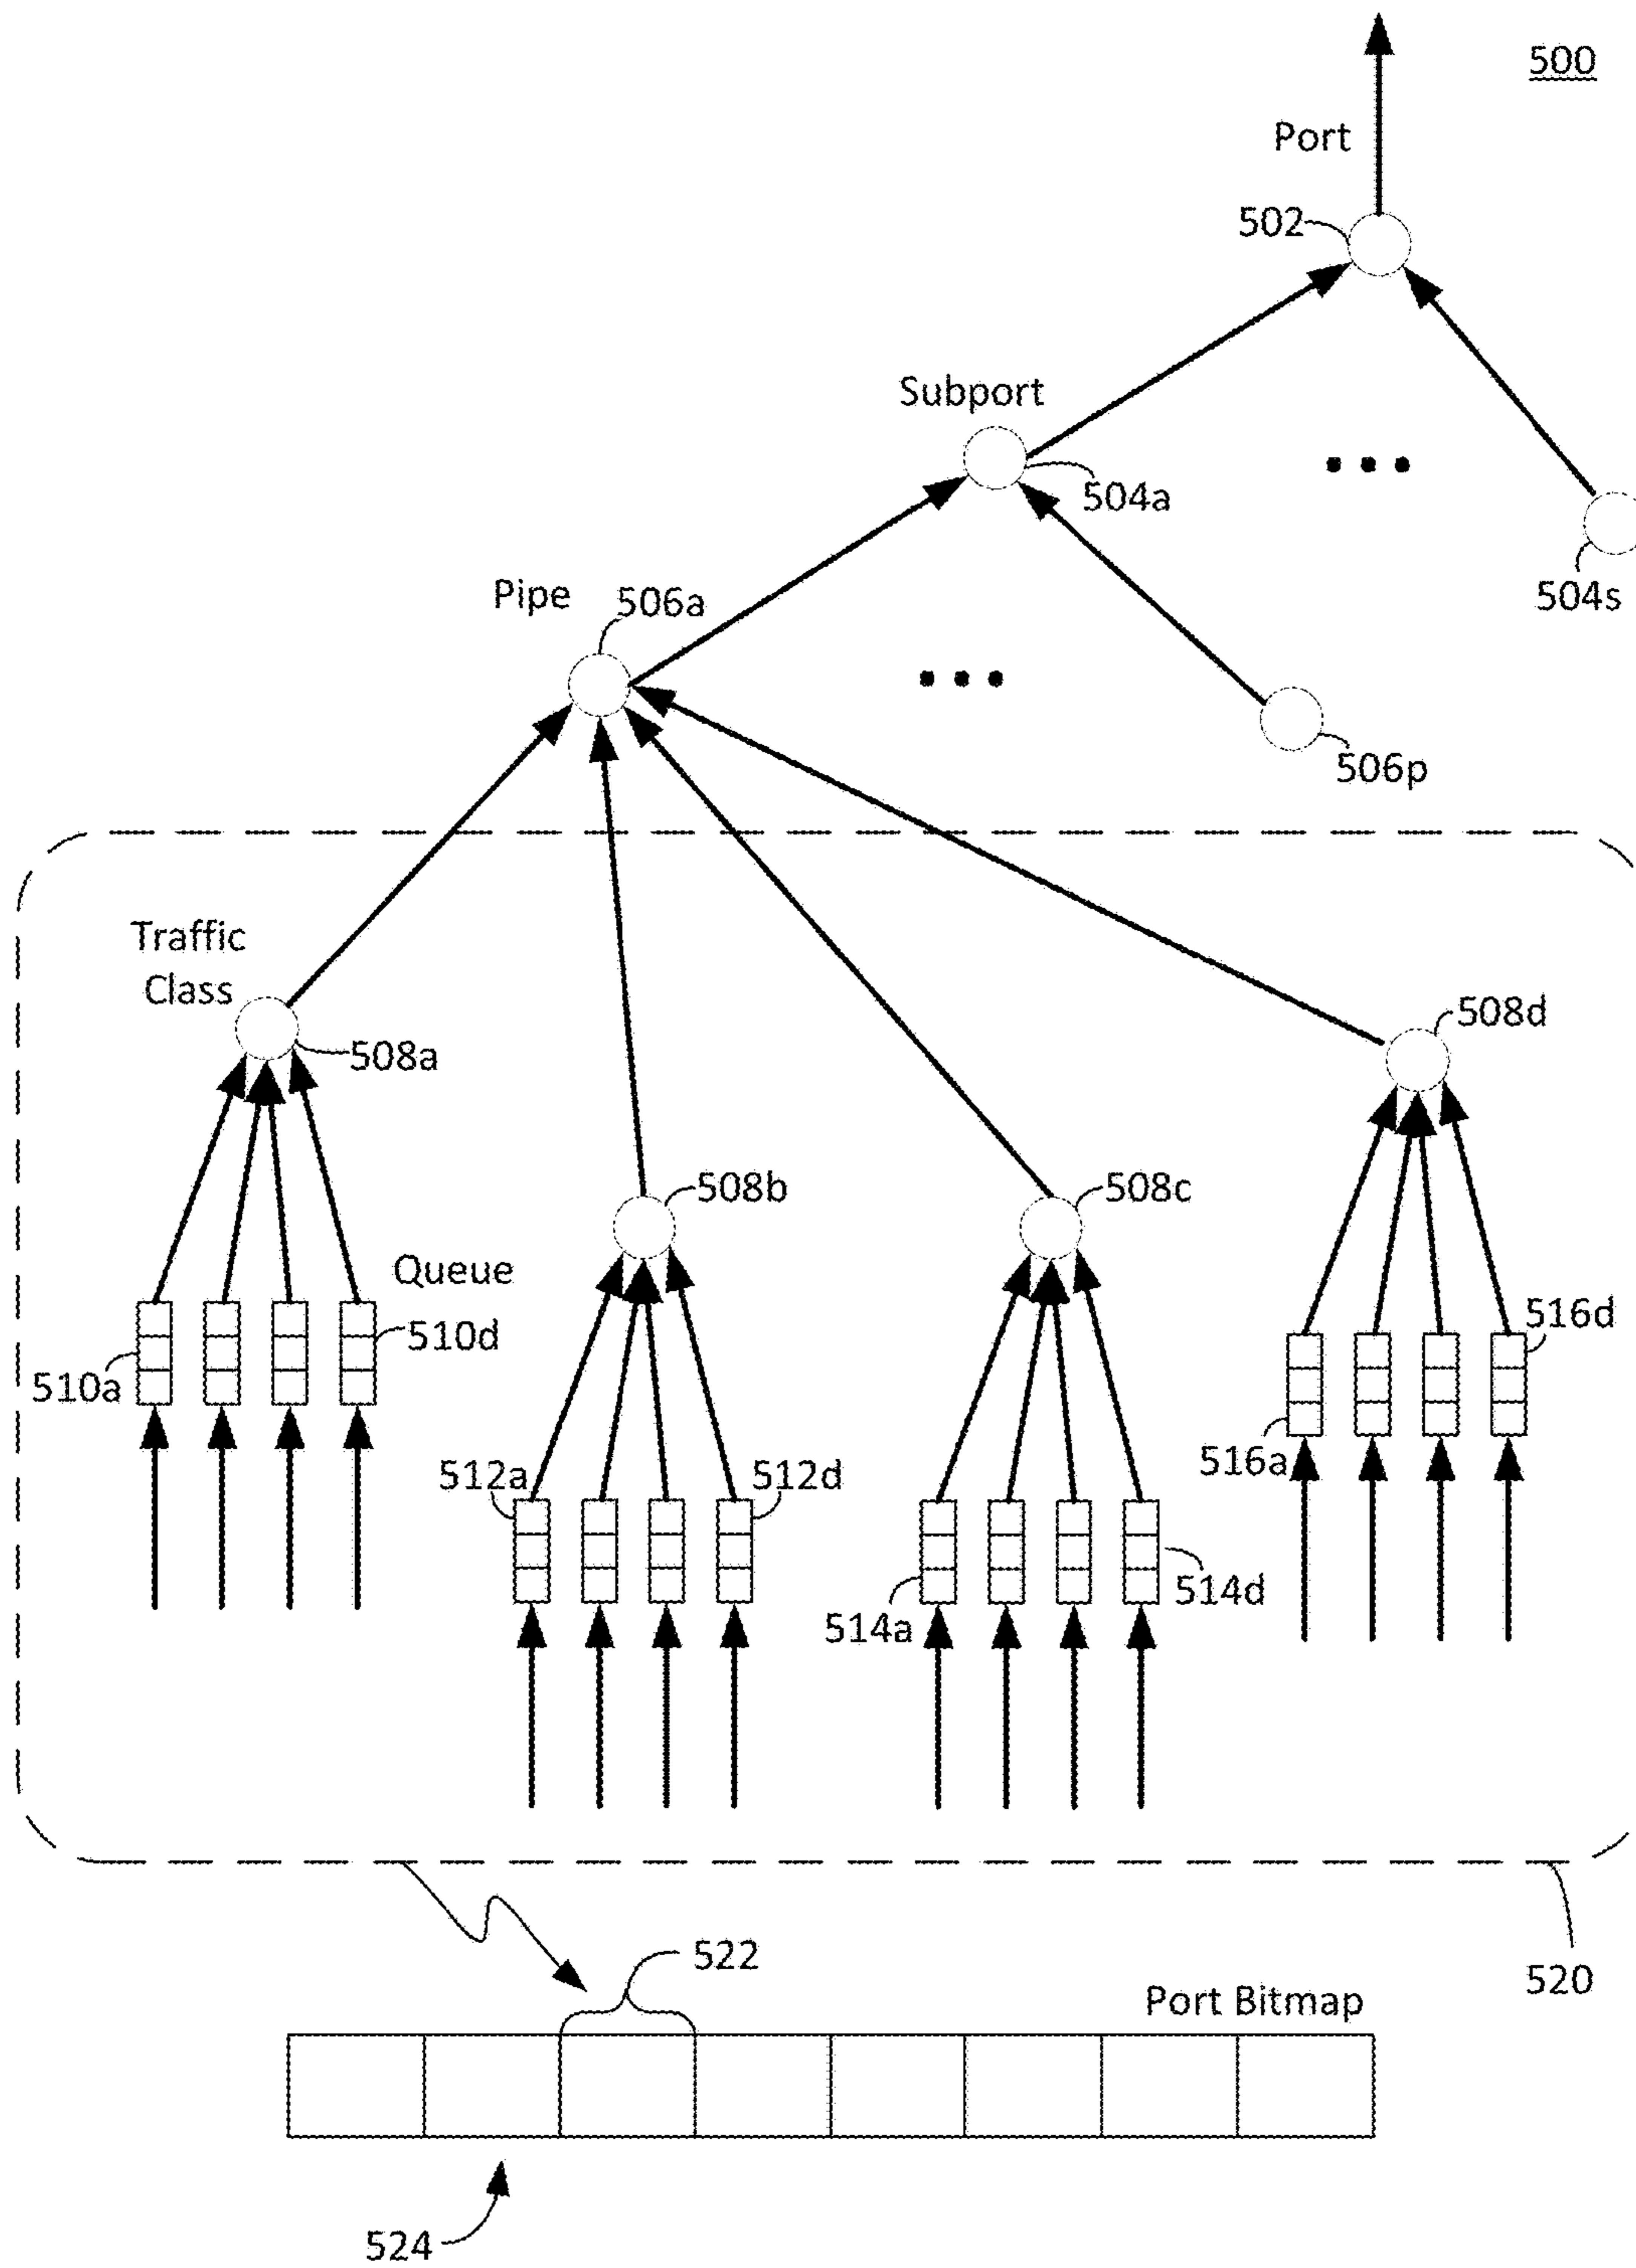 500
Port
502
Subport
504a
504s
Pipe
506a
506p
Traffic
Class
508a
508d
508b
508c
Queue
510a
510d
516d
516a
512a
512d
514a
514d
522
520
Port Bitmap
524